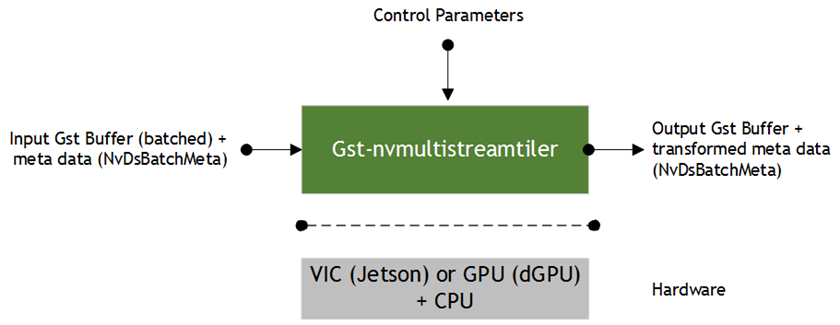 Control Parameters
Input Gst Buffer (batched) +
meta data (NvDsBatchMeta)
Gst-nvmultistreamtiler
Output Gst Buffer +
transformed meta data
(NvDsBatchMeta)
VIC (Jetson) or GPU (dGPU)
+ CPU
Hardware